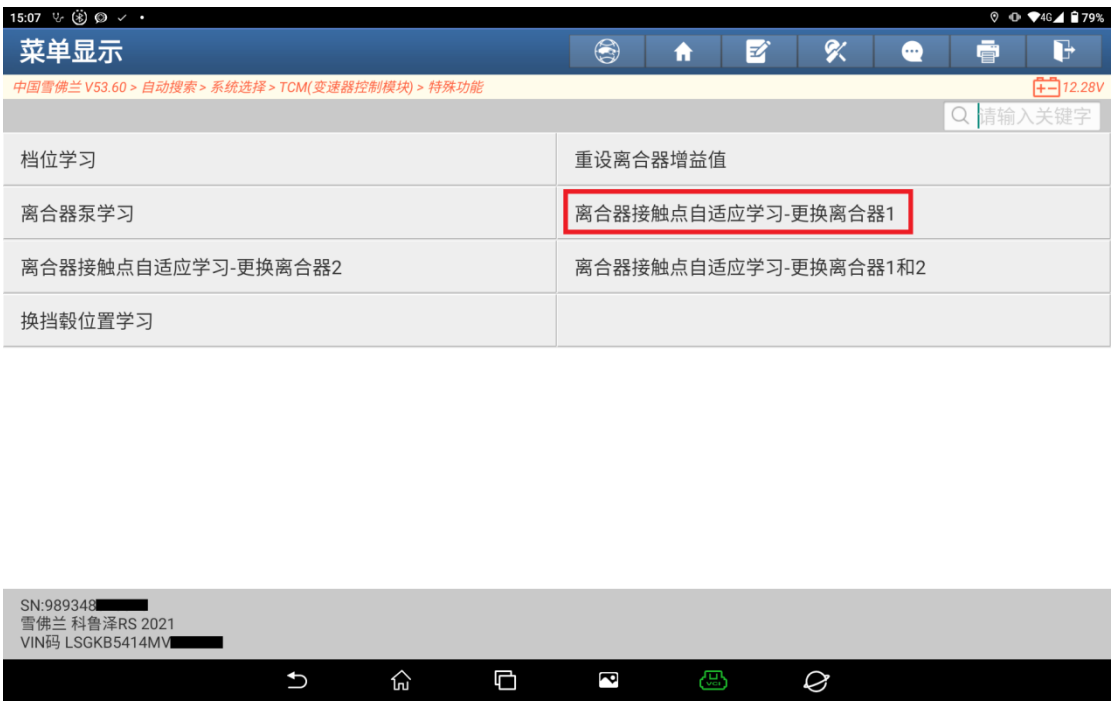 15:07
4G 79%
菜单显示
中国雪佛兰 V53.60 > 自动搜索 > 系统选择 > TCM(变速器控制模块) > 特殊功能
12.28V
请输入关键字
档位学习
重设离合器增益值
离合器泵学习
离合器接触点自适应学习-更换离合器1
离合器接触点自适应学习-更换离合器2
离合器接触点自适应学习-更换离合器1和2
换挡毂位置学习
SN:989348
雪佛兰 科鲁泽RS 2021
VIN码 LSGKB5414MV
VCI